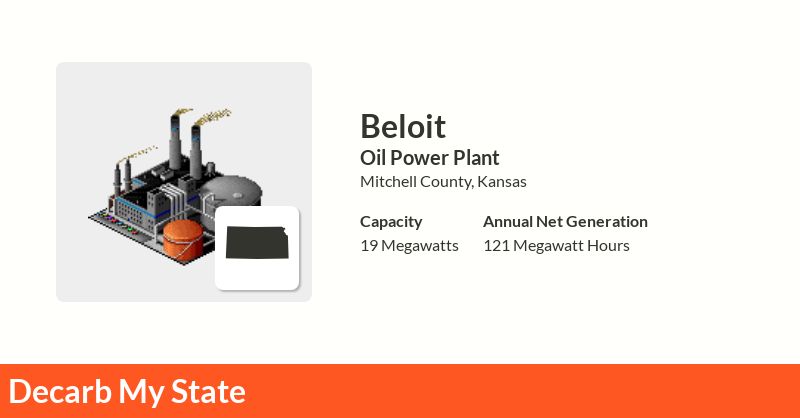 Beloit
Oil Power Plant
Mitchell County, Kansas
Capacity
19 Megawatts
Annual Net Generation
121 Megawatt Hours
Decarb My State